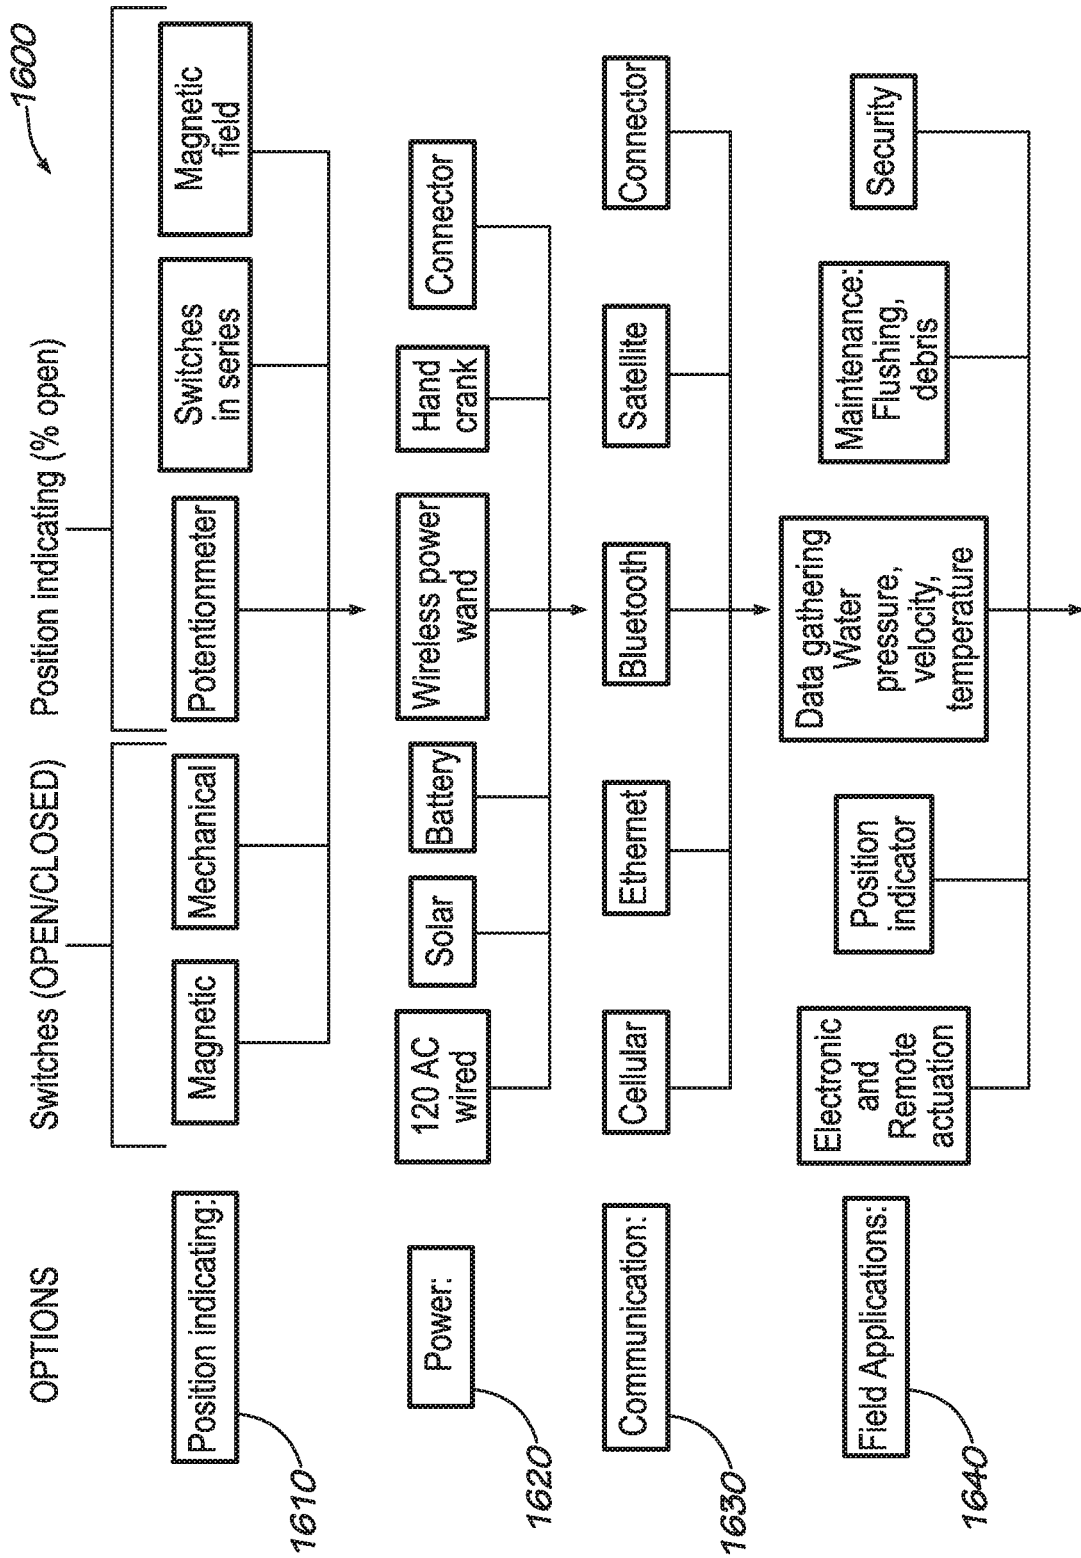 1600
OPTIONS
Switches (OPEN/CLOSED)
Position indicating (% open)
Position indicating:
Magnetic
Mechanical
Potentionmeter
Switches
in series
Magnetic
field
1610
Power:
120 AC
wired
Solar
Battery
Wireless power
wand
Hand
crank
Connector
1620
Communication:
Cellular
Ethernet
Bluetooth
Satellite
Connector
1630
Field Applications:
Electronic
and
Remote
actuation
Position
indicator
Data gathering
Water
pressure,
velocity,
temperature
Maintenance:
Flushing,
debris
Security
1640